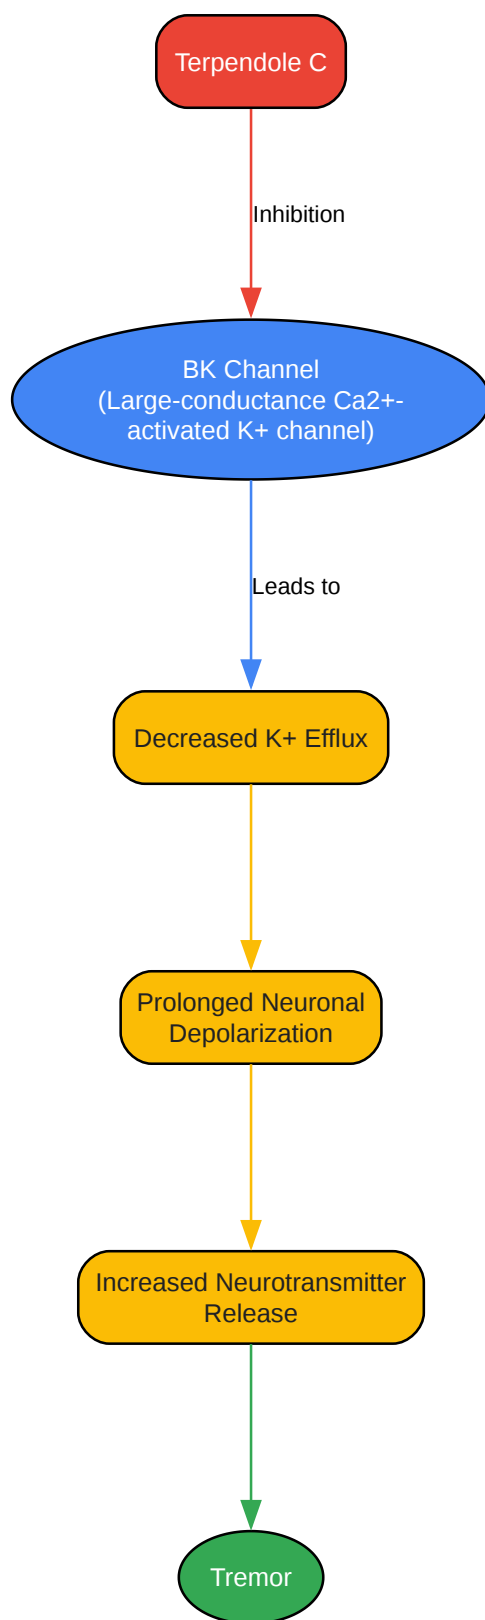 Terpendole C
Inhibition
BK Channel
(Large-conductance Ca2+-
activated K+ channel)
Leads to
Decreased K+ Efflux
Prolonged Neuronal
Depolarization
Increased Neurotransmitter
Release
Tremor